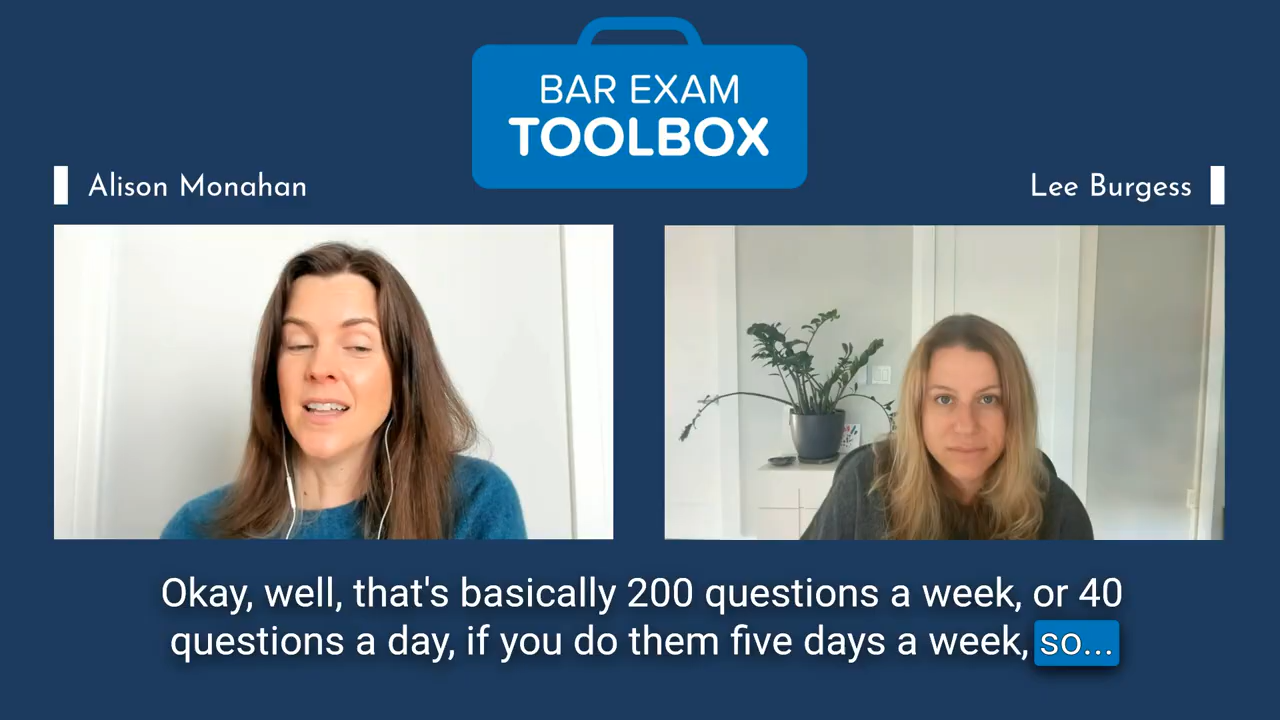 BAR EXAM
TOOLBOX
Alison Monahan
Lee Burgess
Okay, well, that's basically 200 questions a week, or 40
questions a day, if you do them five days a week, so...